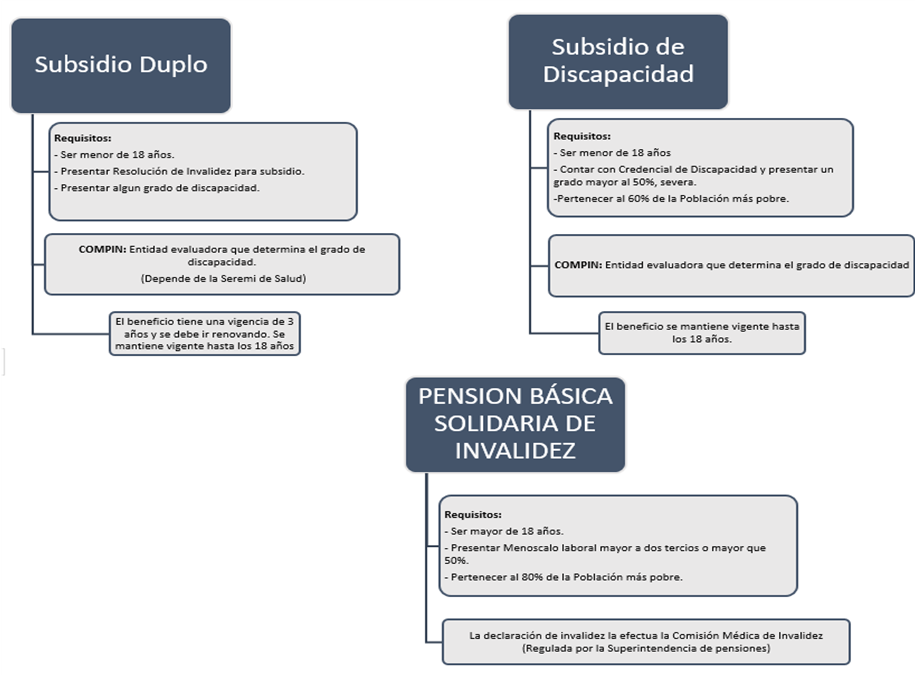 Subsidio Duplo
Requisitos:
- Ser menor de 18 años.
- Presentar Resolución de Invalidez para subsidio.
- Presentar algun grado de discapacidad.
COMPIN: Entidad evaluadora que determina el grado de
discapacidad.
(Depende de la Seremi de Salud)
El beneficio tiene una vigencia de 3
años y se debe ir renovando. Se
mantiene vigente hasta los 18 años
Subsidio de
Discapacidad
Requisitos:
- Ser menor de 18 años
- Contar con Credencial de Discapacidad y presentar un
grado mayor al 50%, severa.
-Pertenecer al 60% de la Población más pobre.
COMPIN: Entidad evaluadora que determina el grado de discapacidad
El beneficio se mantiene vigente hasta
los 18 años.
PENSION BÁSICA
SOLIDARIA DE
INVALIDEZ
Requisitos:
- Ser mayor de 18 años.
- Presentar Menoscalo laboral mayor a dos tercios o mayor que
50%.
- Pertenecer al 80% de la Población más pobre.
La declaración de invalidez la efectua la Comisión Médica de Invalidez
(Regulada por la Superintendencia de pensiones)